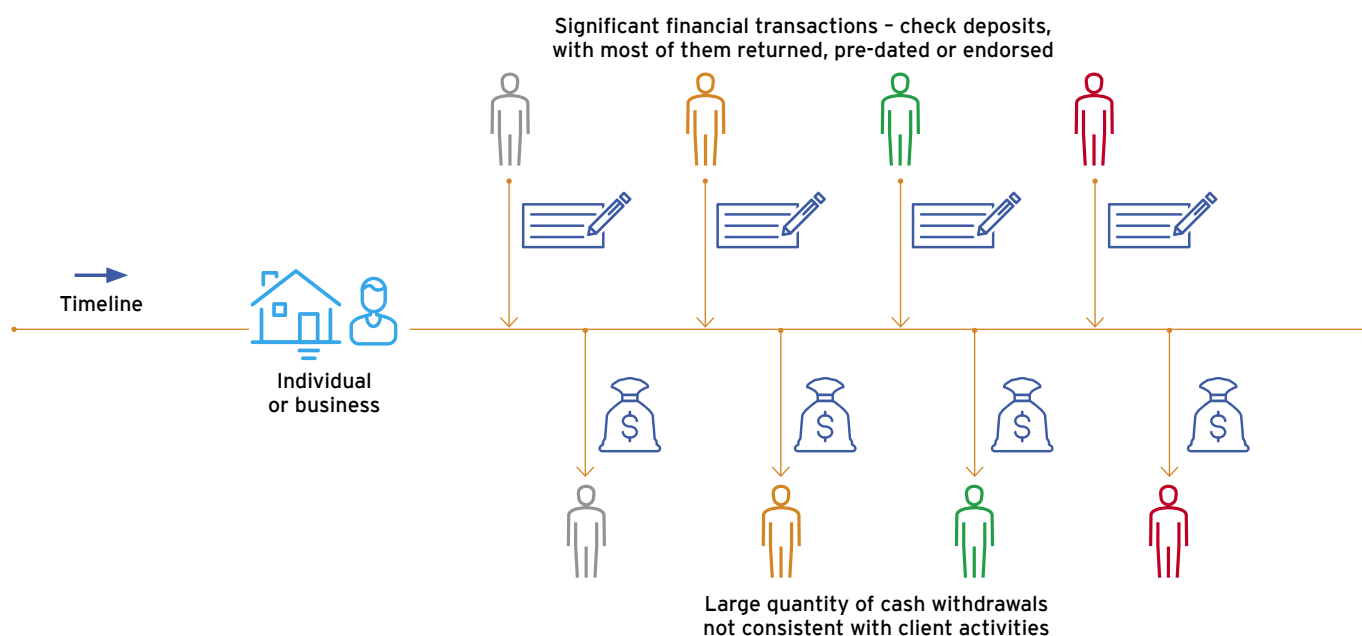 Significant financial transactions – check deposits,
with most of them returned, pre-dated or endorsed
Timeline
Individual
or business
$
$
$
$
Large quantity of cash withdrawals
not consistent with client activities